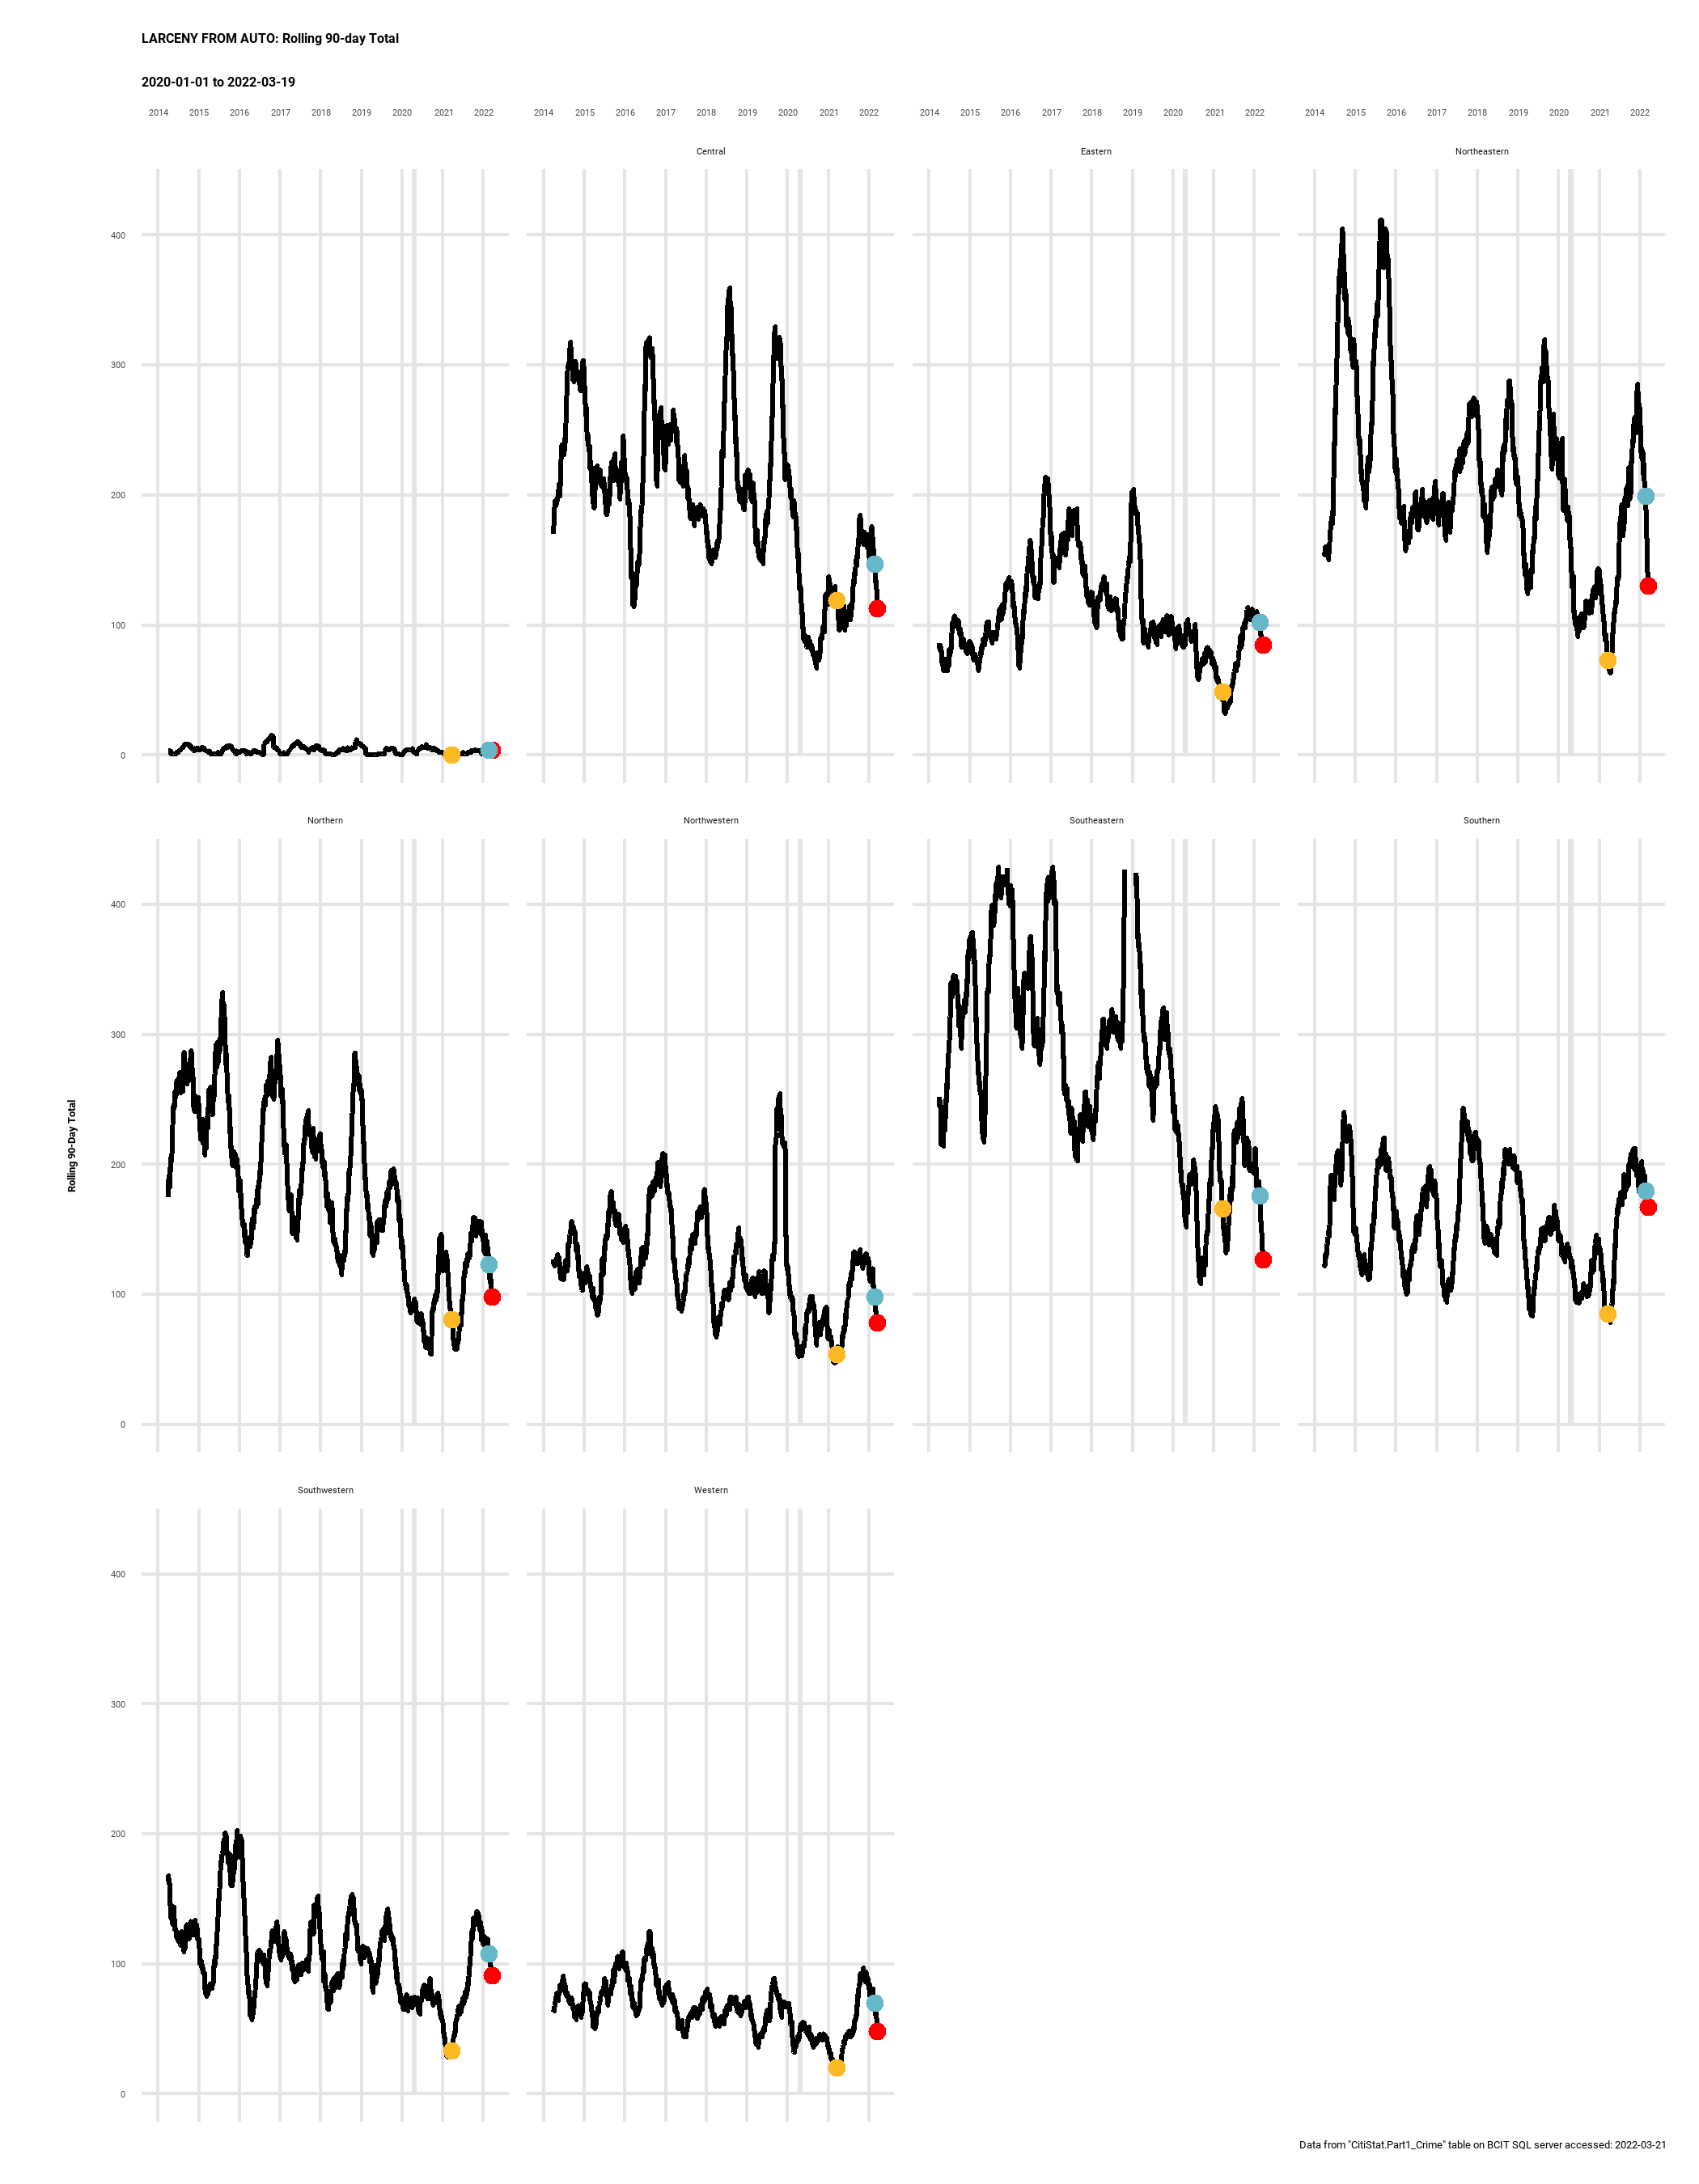 LARCENY FROM AUTO: Rolling 90-day Total
2020-01-01 to 2022-03-19
2014 2015 2016 2017 2018 2019 2020 2021 2022 2014 2015 2016 2017 2018 2019 2020 2021 2022 2014 2015 2016 2017 2018 2019 2020 2021 2022 2014 2015 2016 2017 2018 2019 2020 2021 2022
Central Eastern Northeastern
400
300
200
100
0
Northern Northwestern Southeastern Southern
400
300
200
100
0
Rolling 90-Day Total
Southwestern Western
400
300
200
100
0
Data from "CitiStat.Part1_Crime" table on BCIT SQL server accessed: 2022-03-21